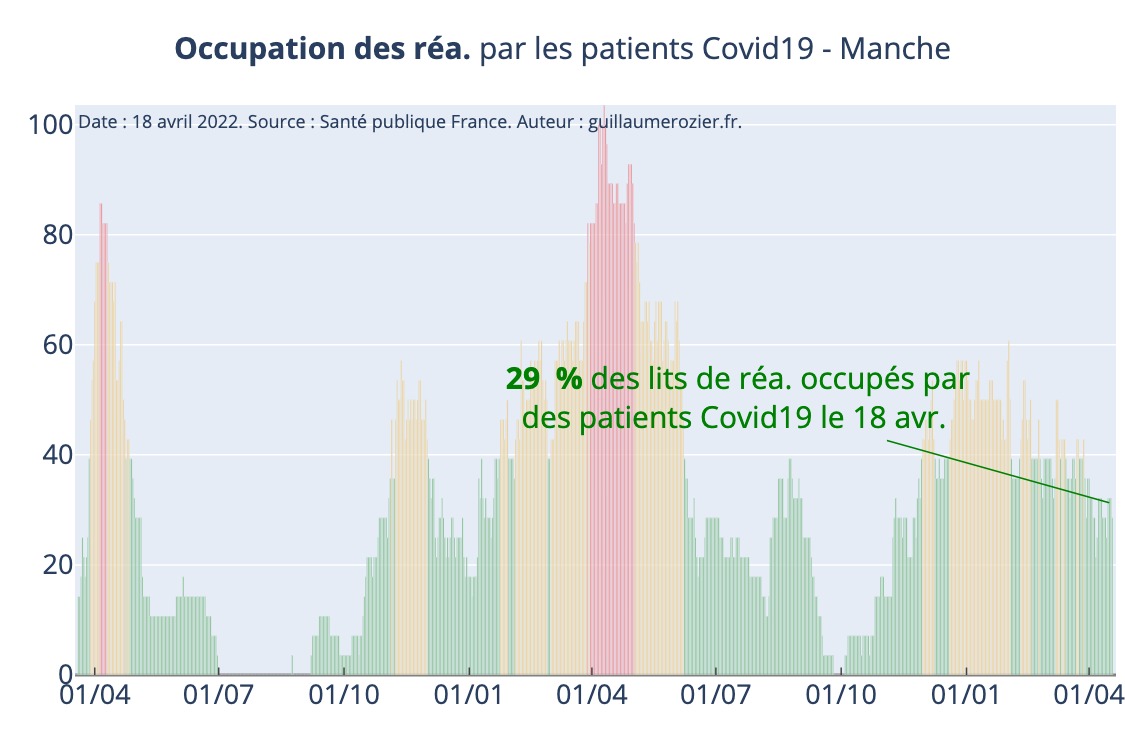 Occupation des réa. par les patients Covid19 - Manche
Date : 18 avril 2022. Source : Santé publique France. Auteur : guillaumerozier.fr.
100
80
60
40
20
0
29 % des lits de réa. occupés par
des patients Covid19 le 18 avr.
01/04 01/07 01/10 01/01 01/04 01/07 01/10 01/01 01/04